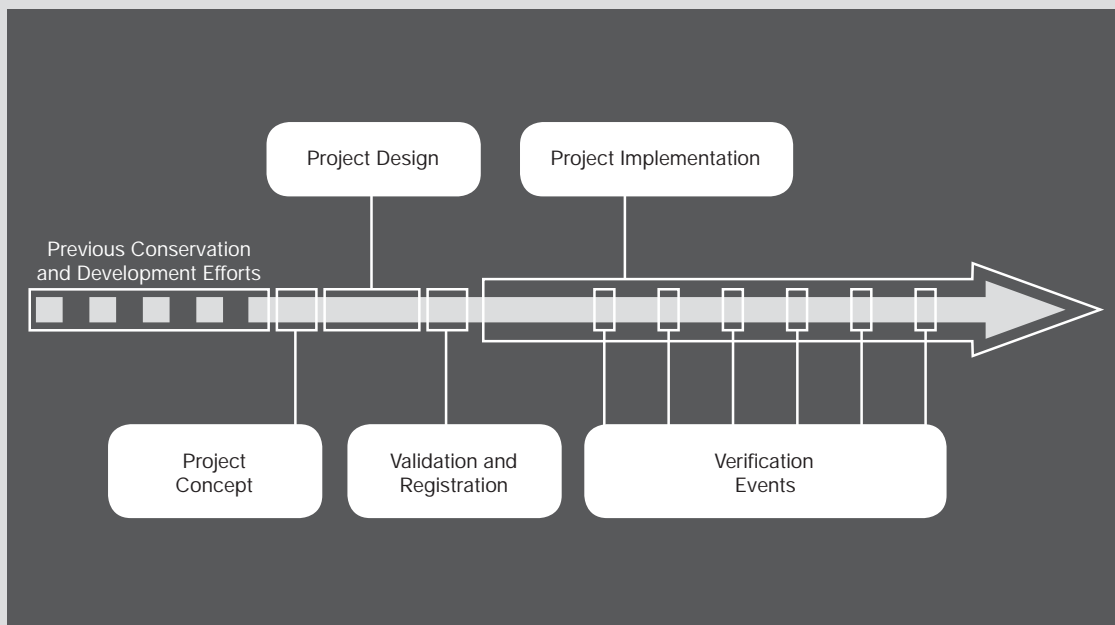 Project Design
Project Implementation
Previous Conservation
and Development Efforts
Project
Concept
Validation and
Registration
Verification
Events